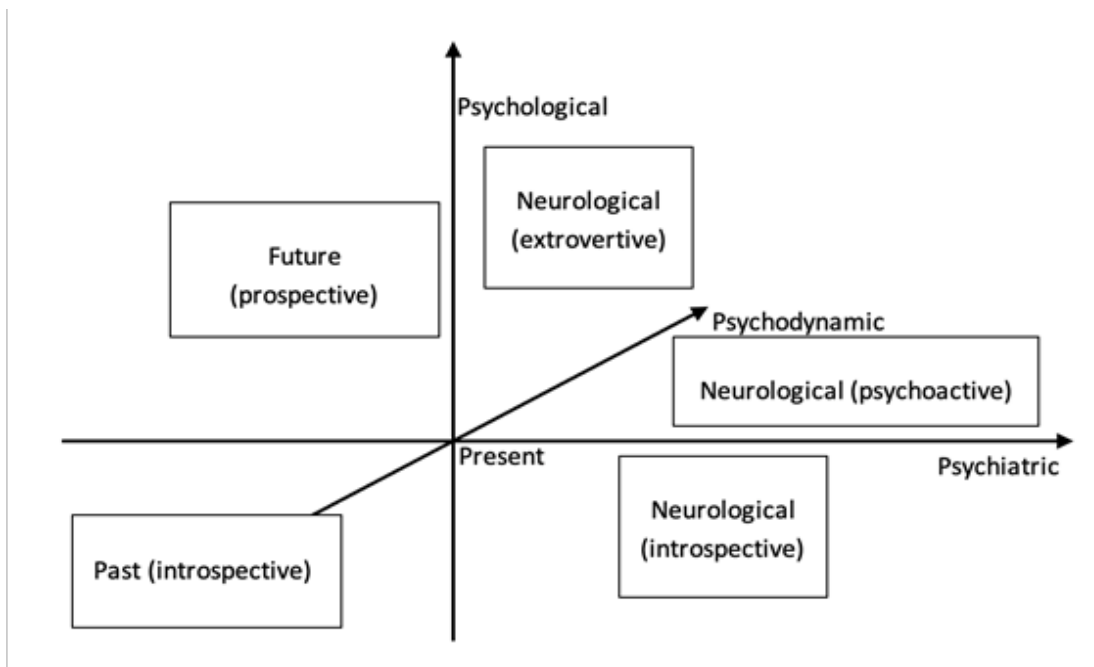 Psychological
Neurological
(extrovertive)
Future
(prospective)
Psychodynamic
Neurological (psychoactive)
Present
Psychiatric
Neurological
(introspective)
Past (introspective)